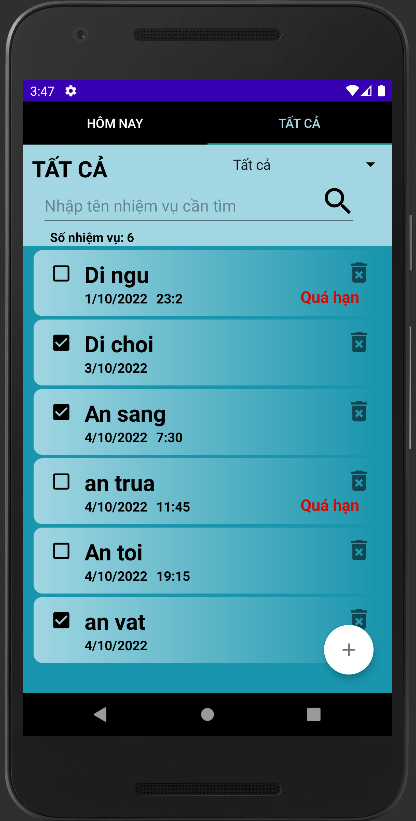 3:47
HÔM NAY
TẤT CẢ
TẤT CẢ
Tất cả
Nhập tên nhiệm vụ cần tìm
Số nhiệm vụ: 6
Di ngu
1/10/2022 23:2
Quá hạn
Di choi
3/10/2022
An sang
4/10/2022 7:30
an trua
4/10/2022 11:45
Quá hạn
An toi
4/10/2022 19:15
an vat
4/10/2022